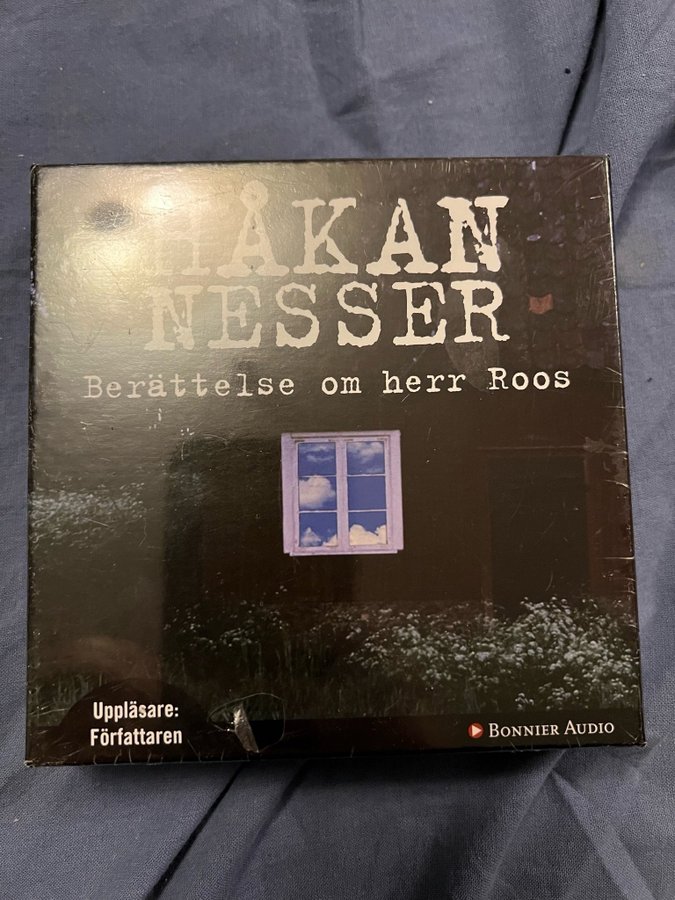 HÅKAN
NESSER
Berättelse om herr Roos
Uppläsare:
Författaren
BONNIER AUDIO